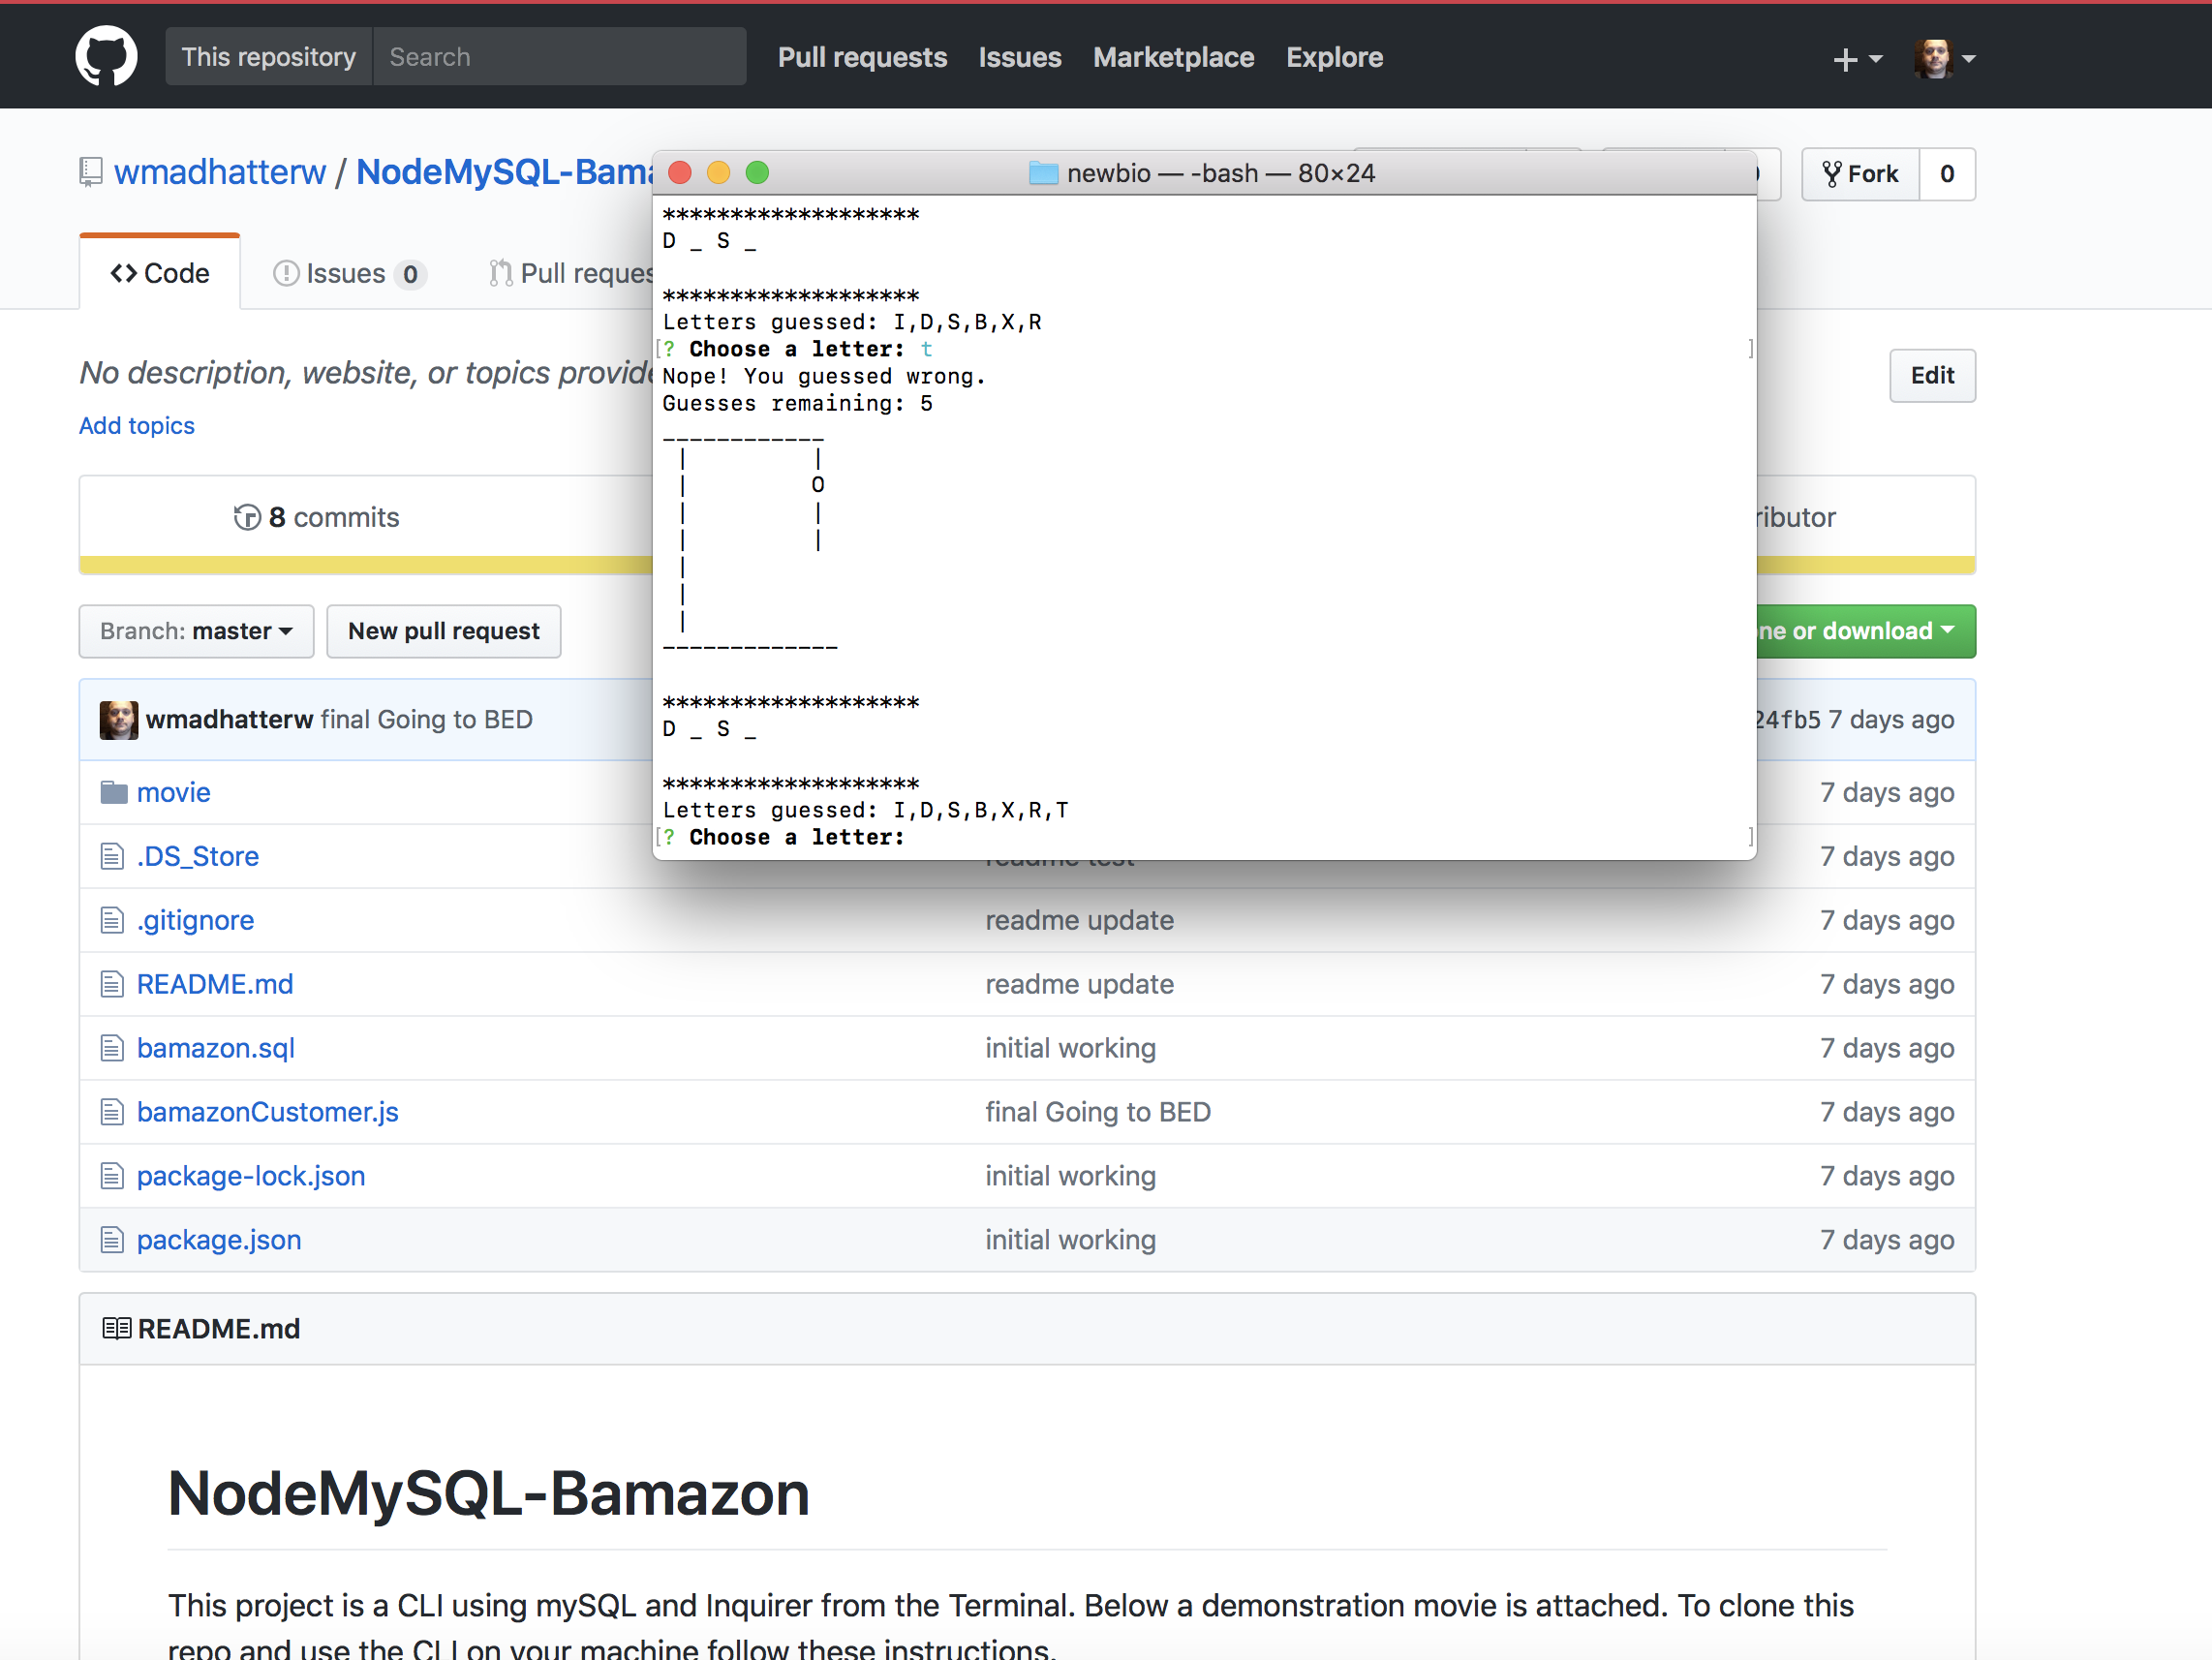 This repository Search Pull requests Issues Marketplace Explore
wmadhatterw / NodeMySQL-Bama
Fork 0
Code Issues 0 Pull reques
No description, website, or topics provide
Edit
Add topics
8 commits
ributor
Branch: master New pull request
ne or download
wmadhatterw final Going to BED
24fb5 7 days ago
movie
7 days ago
.DS_Store readme test 7 days ago
.gitignore readme update 7 days ago
README.md readme update 7 days ago
bamazon.sql initial working 7 days ago
bamazonCustomer.js final Going to BED 7 days ago
package-lock.json initial working 7 days ago
package.json initial working 7 days ago
README.md
NodeMySQL-Bamazon
This project is a CLI using mySQL and Inquirer from the Terminal. Below a demonstration movie is attached. To clone this
repo and use the CLI on your machine follow these instructions.
newbio — -bash — 80×24
*******************
D _ S _
*******************
Letters guessed: I,D,S,B,X,R
[? Choose a letter: t ]
Nope! You guessed wrong.
Guesses remaining: 5
____________
 |         |
 |         O
 |         |
 |         |
 |
 |
 |
-------------
*******************
D _ S _
*******************
Letters guessed: I,D,S,B,X,R,T
[? Choose a letter: ]